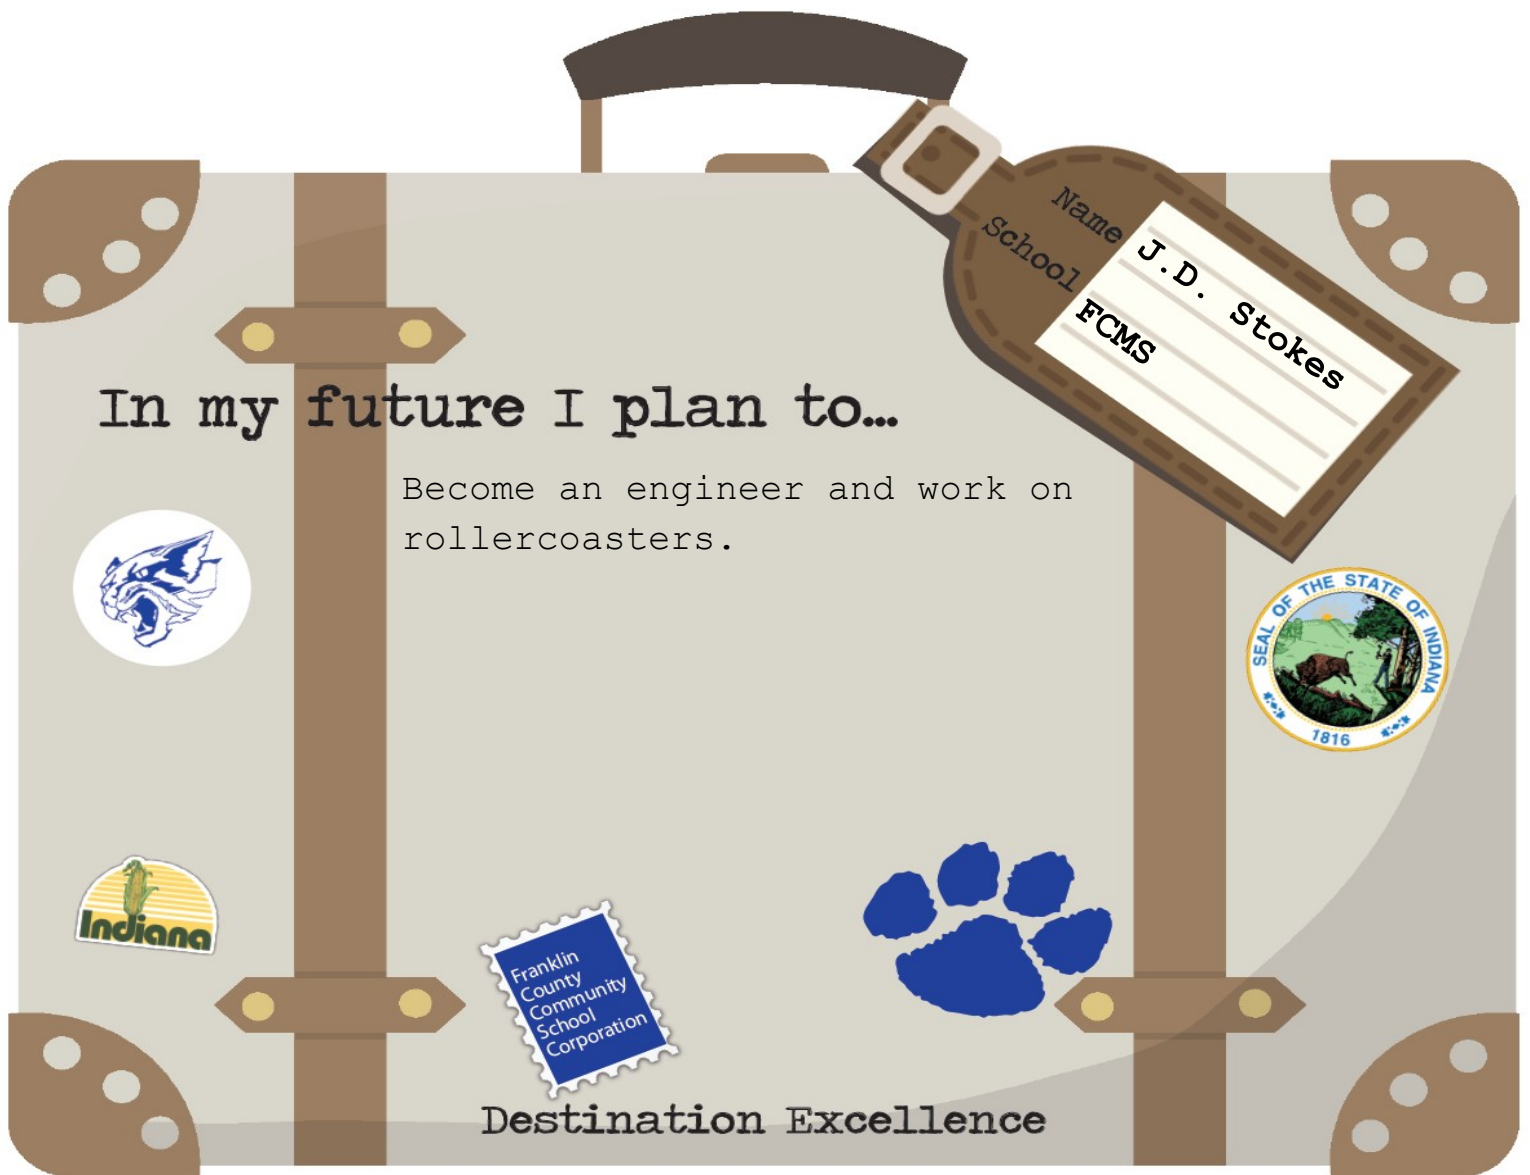 Name J.D. Stokes
School FCMS
In my future I plan to...
Become an engineer and work on
rollercoasters.
SEAL OF THE STATE OF INDIANA
1816
Indiana
Franklin
County
Community
School
Corporation
Destination Excellence